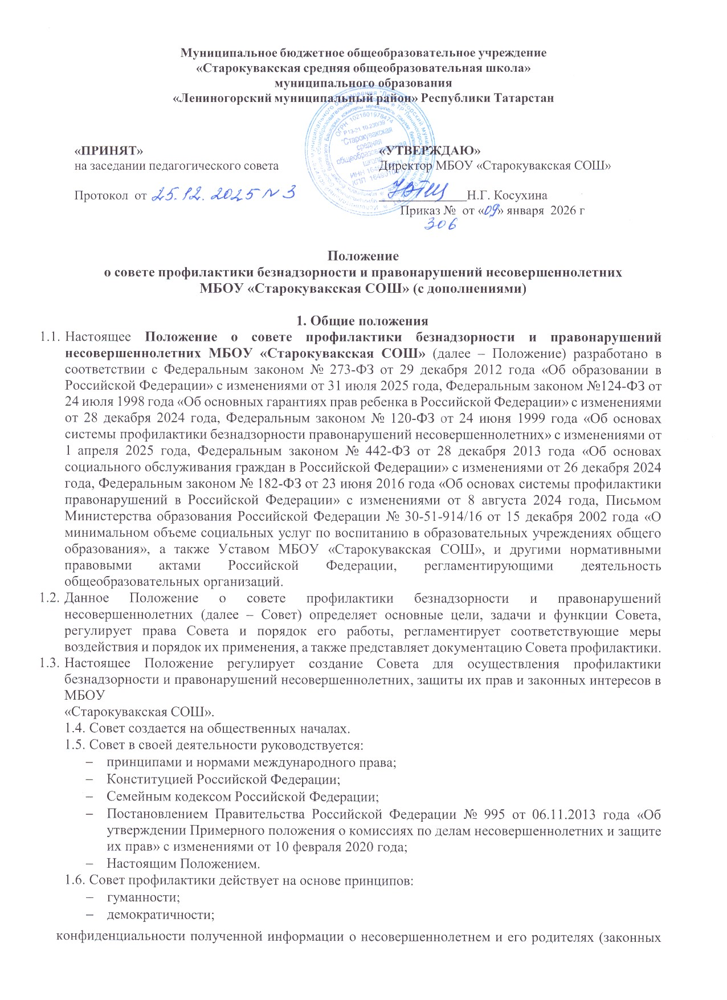 Муниципальное бюджетное общеобразовательное учреждение
«Старокувакская средняя общеобразовательная школа»
муниципального образования
«Лениногорский муниципальный район» Республики Татарстан
ОГРН 1021601978474
Р13-21 10.230/39
"Старокувакская
средняя
общеобразовательная
школа
ИНН
КПП
«ПРИНЯТ»
на заседании педагогического совета
Протокол от 25.12.2025 №3
«УТВЕРЖДАЮ»
Директор МБОУ «Старокувакская СОШ»
Н.Г. Косухина
Приказ № от «09» января 2026 г
306
Положение
о совете профилактики безнадзорности и правонарушений несовершеннолетних
МБОУ «Старокувакская СОШ» (с дополнениями)
1. Общие положения
1.1. Настоящее Положение о совете профилактики безнадзорности и правонарушений
несовершеннолетних МБОУ «Старокувакская СОШ» (далее – Положение) разработано в
соответствии с Федеральным законом № 273-ФЗ от 29 декабря 2012 года «Об образовании в
Российской Федерации» с изменениями от 31 июля 2025 года, Федеральным законом №124-ФЗ от
24 июля 1998 года «Об основных гарантиях прав ребенка в Российской Федерации» с изменениями
от 28 декабря 2024 года, Федеральным законом № 120-ФЗ от 24 июня 1999 года «Об основах
системы профилактики безнадзорности правонарушений несовершеннолетних» с изменениями от
1 апреля 2025 года, Федеральным законом № 442-ФЗ от 28 декабря 2013 года «Об основах
социального обслуживания граждан в Российской Федерации» с изменениями от 26 декабря 2024
года, Федеральным законом № 182-ФЗ от 23 июня 2016 года «Об основах системы профилактики
правонарушений в Российской Федерации» с изменениями от 8 августа 2024 года, Письмом
Министерства образования Российской Федерации № 30-51-914/16 от 15 декабря 2002 года «О
минимальном объеме социальных услуг по воспитанию в образовательных учреждениях общего
образования», а также Уставом МБОУ «Старокувакская СОШ», и другими нормативными
правовыми актами Российской Федерации, регламентирующими деятельность
общеобразовательных организаций.
1.2. Данное Положение о совете профилактики безнадзорности и правонарушений
несовершеннолетних (далее – Совет) определяет основные цели, задачи и функции Совета,
регулирует права Совета и порядок его работы, регламентирует соответствующие меры
воздействия и порядок их применения, а также представляет документацию Совета профилактики.
1.3. Настоящее Положение регулирует создание Совета для осуществления профилактики
безнадзорности и правонарушений несовершеннолетних, защиты их прав и законных интересов в
МБОУ
«Старокувакская СОШ».
1.4. Совет создается на общественных началах.
1.5. Совет в своей деятельности руководствуется:
– принципами и нормами международного права;
– Конституцией Российской Федерации;
– Семейным кодексом Российской Федерации;
– Постановлением Правительства Российской Федерации № 995 от 06.11.2013 года «Об
утверждении Примерного положения о комиссиях по делам несовершеннолетних и защите
их прав» с изменениями от 10 февраля 2020 года;
– Настоящим Положением.
1.6. Совет профилактики действует на основе принципов:
– гуманности;
– демократичности;
конфиденциальности полученной информации о несовершеннолетнем и его родителях (законных